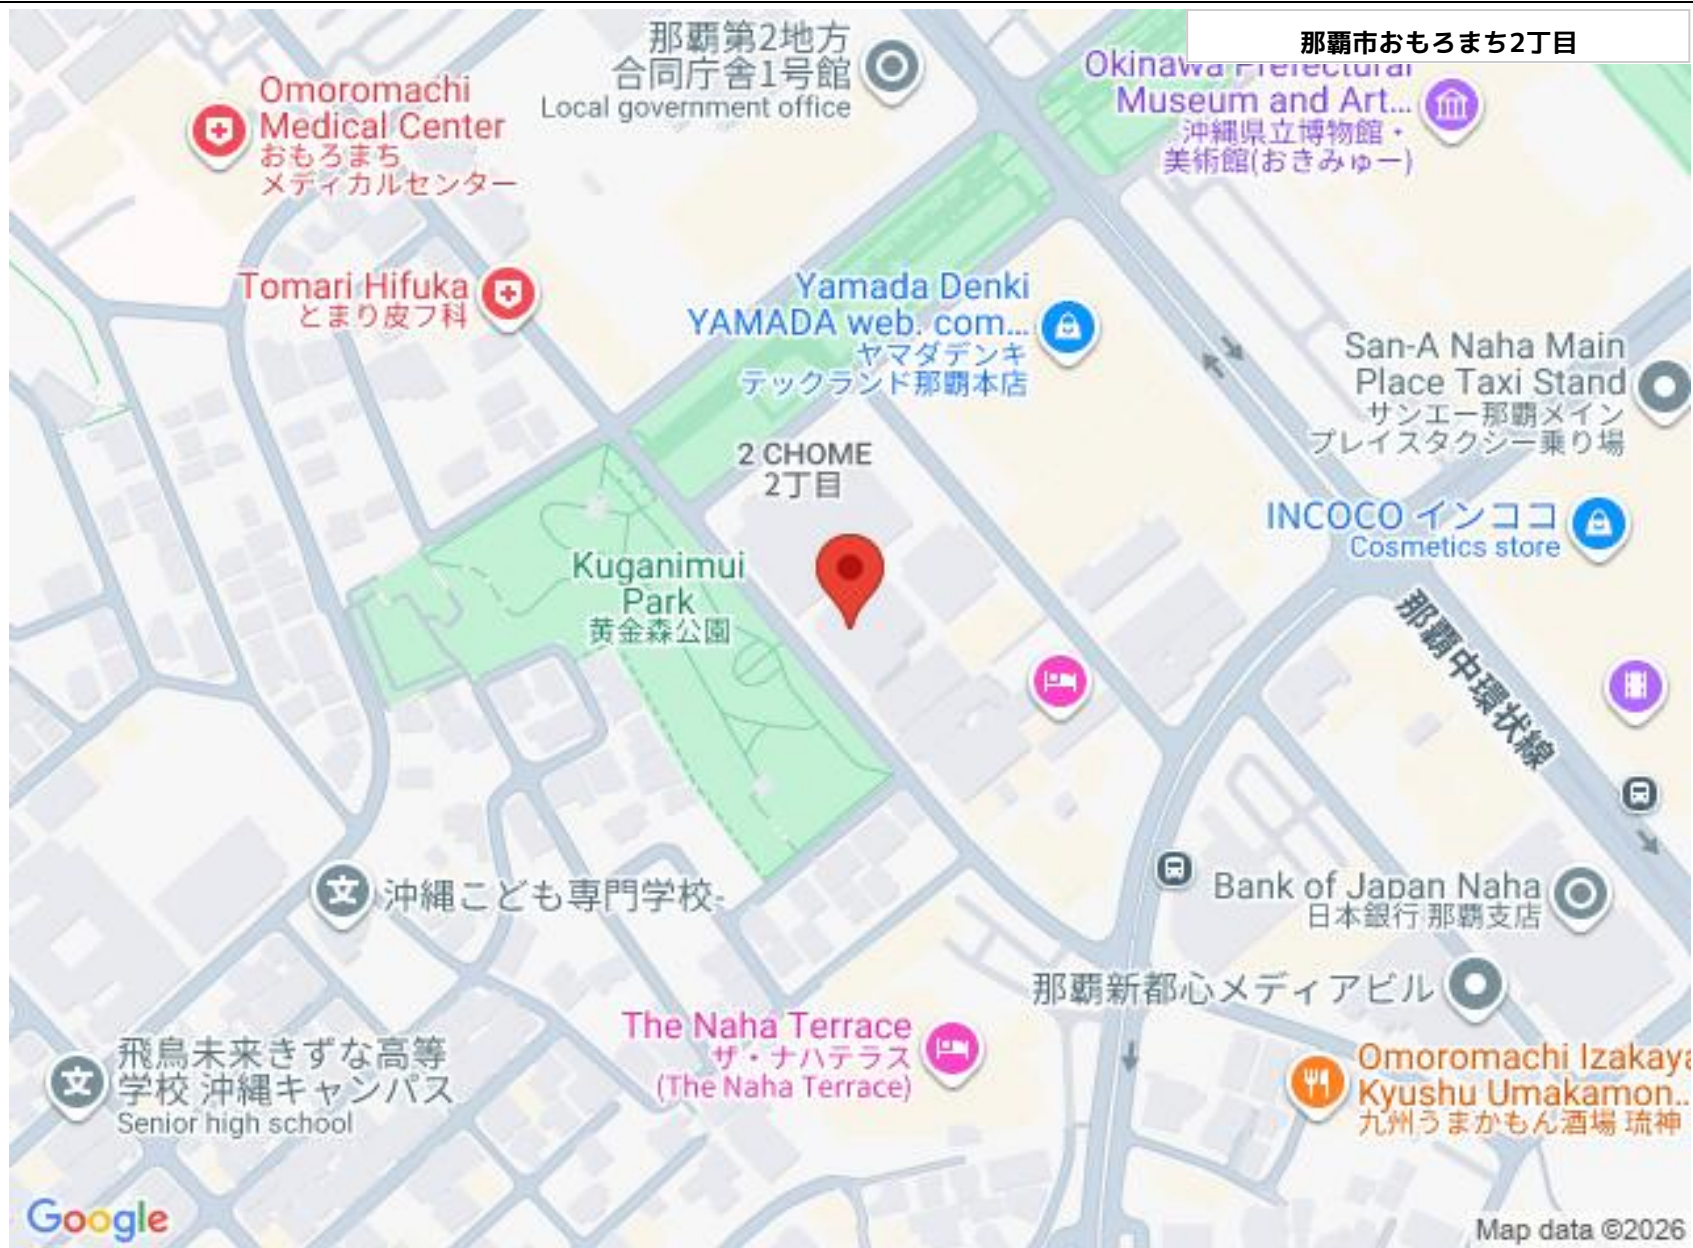 那覇市おもろまち2丁目
那覇第2地方
合同庁舎1号館
Local government office
Okinawa Prefectural
Museum and Art...
沖縄県立博物館・
美術館(おきみゅー)
Omoromachi
Medical Center
おもろまち
メディカルセンター
Tomari Hifuka
とまり皮フ科
Yamada Denki
YAMADA web. com...
ヤマダデンキ
テックランド那覇本店
San-A Naha Main
Place Taxi Stand
サンエー那覇メイン
プレイスタクシー乗り場
2 CHOME
2丁目
INCOCO インココ
Cosmetics store
Kuganimui
Park
黄金森公園
那覇中環状線
沖縄こども専門学校
Bank of Japan Naha
日本銀行 那覇支店
那覇新都心メディアビル
The Naha Terrace
ザ・ナハテラス
(The Naha Terrace)
飛鳥未来きずな高等
学校 沖縄キャンパス
Senior high school
Omoromachi Izakaya
Kyushu Umakamon...
九州うまかもん酒場 琉神
Google
Map data ©2026